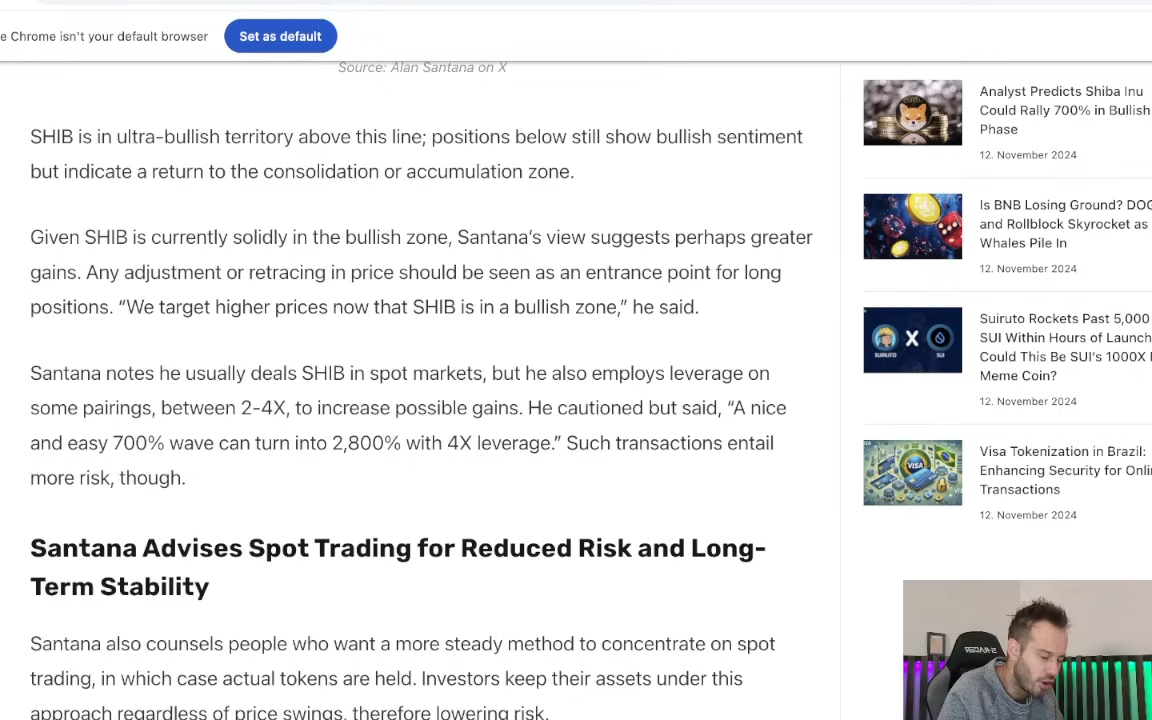 e Chrome isn't your default browser
Set as default
Source: Alan Santana on X
SHIB is in ultra-bullish territory above this line; positions below still show bullish sentiment
but indicate a return to the consolidation or accumulation zone.
Given SHIB is currently solidly in the bullish zone, Santana’s view suggests perhaps greater
gains. Any adjustment or retracing in price should be seen as an entrance point for long
positions. “We target higher prices now that SHIB is in a bullish zone,” he said.
Santana notes he usually deals SHIB in spot markets, but he also employs leverage on
some pairings, between 2-4X, to increase possible gains. He cautioned but said, “A nice
and easy 700% wave can turn into 2,800% with 4X leverage.” Such transactions entail
more risk, though.
Santana Advises Spot Trading for Reduced Risk and Long-
Term Stability
Santana also counsels people who want a more steady method to concentrate on spot
trading, in which case actual tokens are held. Investors keep their assets under this
approach regardless of price swings, therefore lowering risk.
Analyst Predicts Shiba Inu
Could Rally 700% in Bullish
Phase
12. November 2024
Is BNB Losing Ground? DOG
and Rollblock Skyrocket as
Whales Pile In
12. November 2024
SUIRUTO X SUI
Suiruto Rockets Past 5,000
SUI Within Hours of Launch
Could This Be SUI’s 1000X
Meme Coin?
12. November 2024
VISA
Visa Tokenization in Brazil:
Enhancing Security for Onli
Transactions
12. November 2024